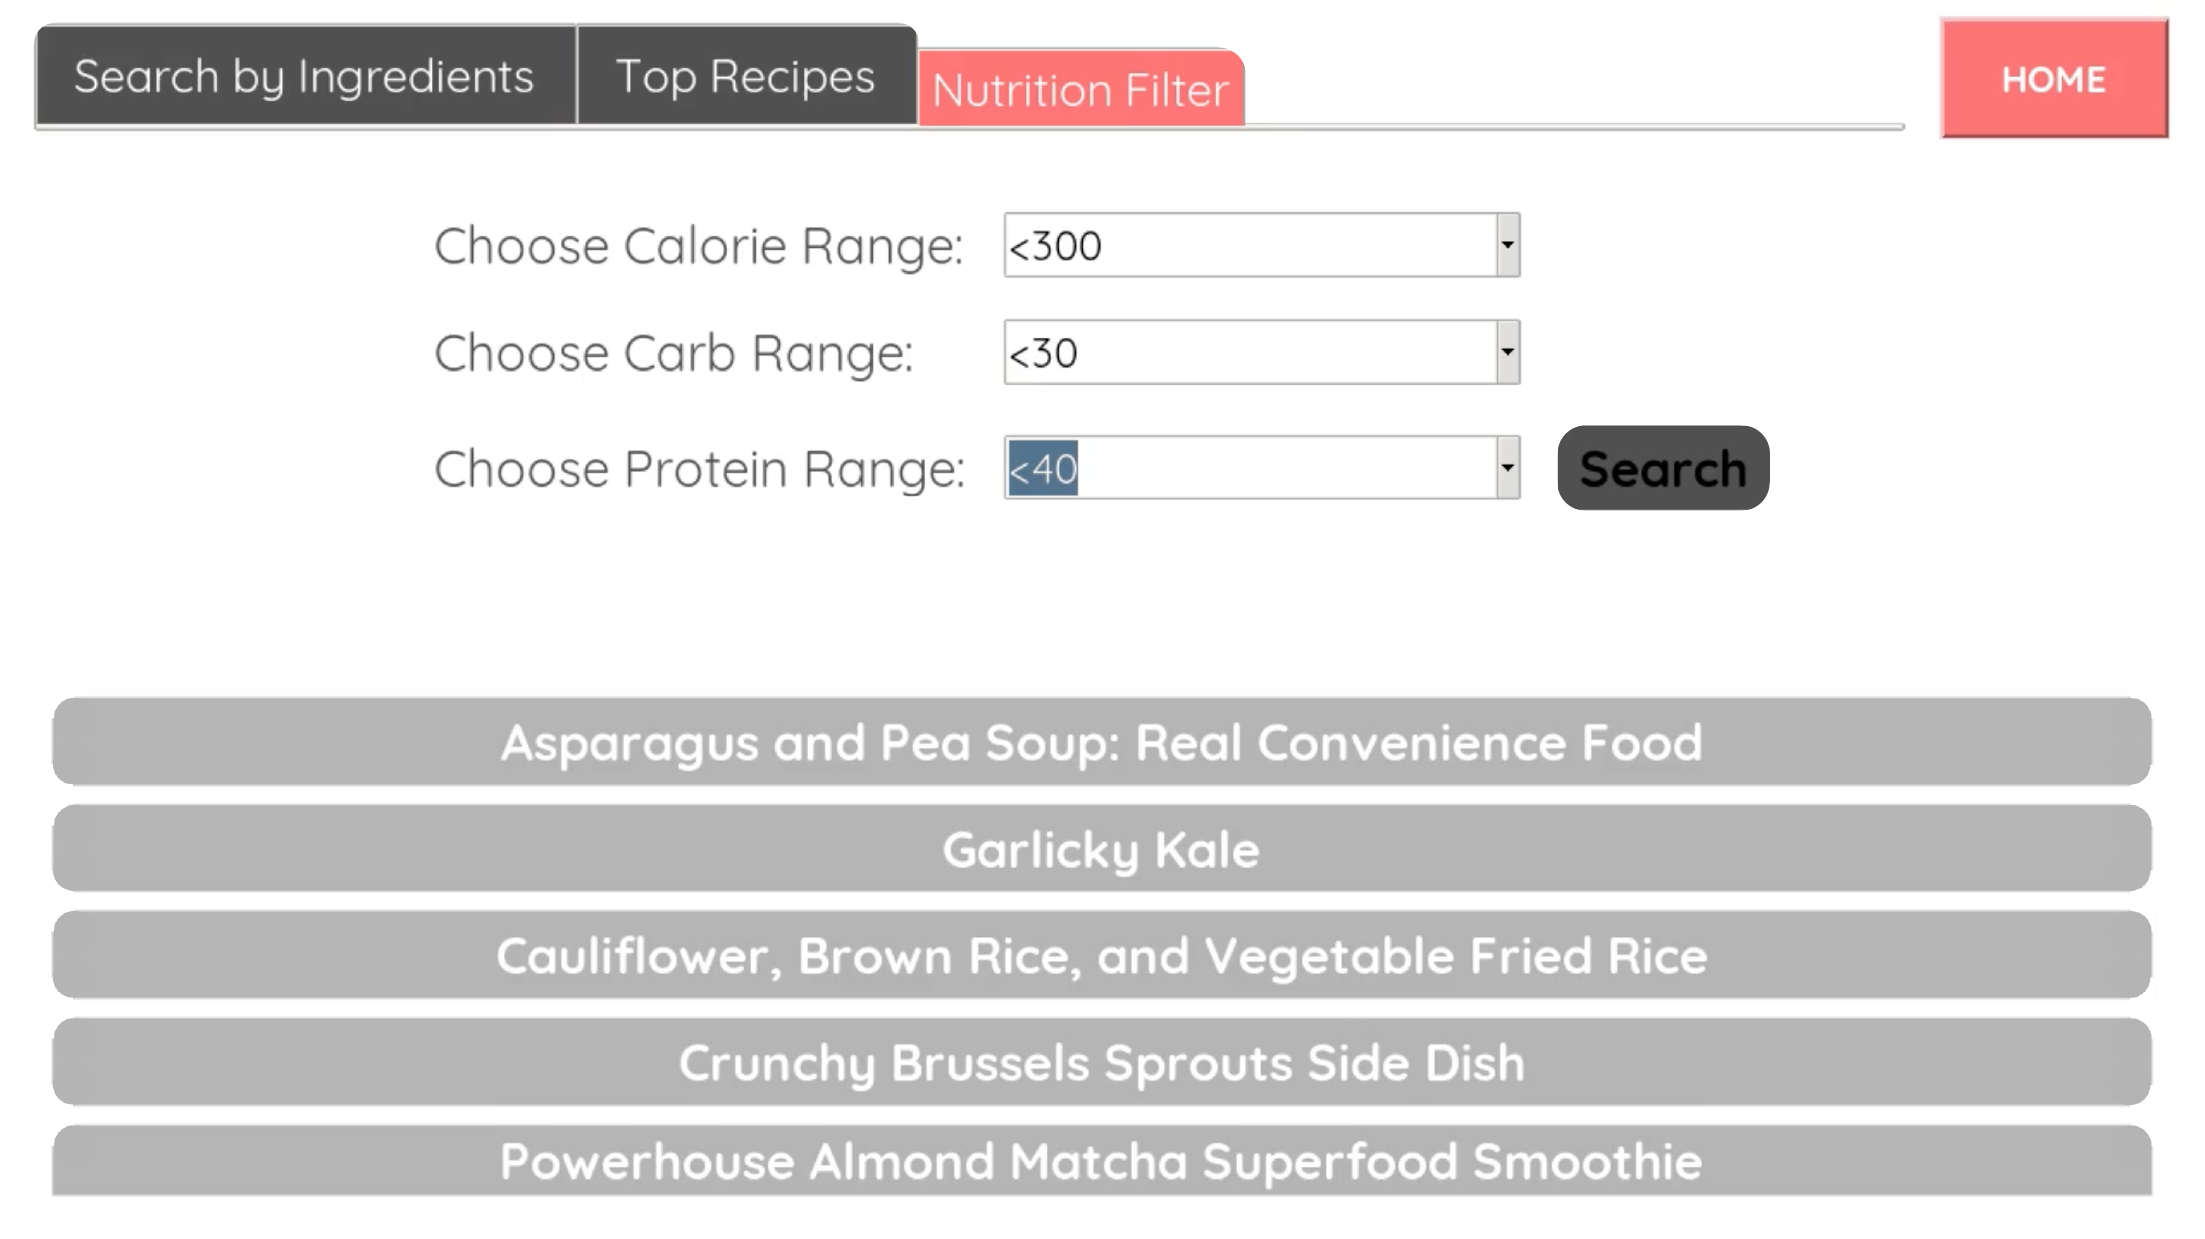 Search by Ingredients Top Recipes Nutrition Filter HOME
Choose Calorie Range: <300
Choose Carb Range: <30
Choose Protein Range: <40 Search
Asparagus and Pea Soup: Real Convenience Food
Garlicky Kale
Cauliflower, Brown Rice, and Vegetable Fried Rice
Crunchy Brussels Sprouts Side Dish
Powerhouse Almond Matcha Superfood Smoothie